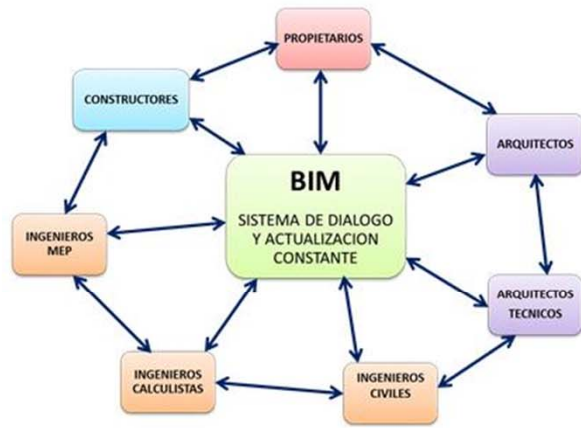 PROPIETARIOS
CONSTRUCTORES
ARQUITECTOS
BIM
SISTEMA DE DIALOGO
Y ACTUALIZACION
CONSTANTE
INGENIEROS
MEP
ARQUITECTOS
TECNICOS
INGENIEROS
CALCULISTAS
INGENIEROS
CIVILES